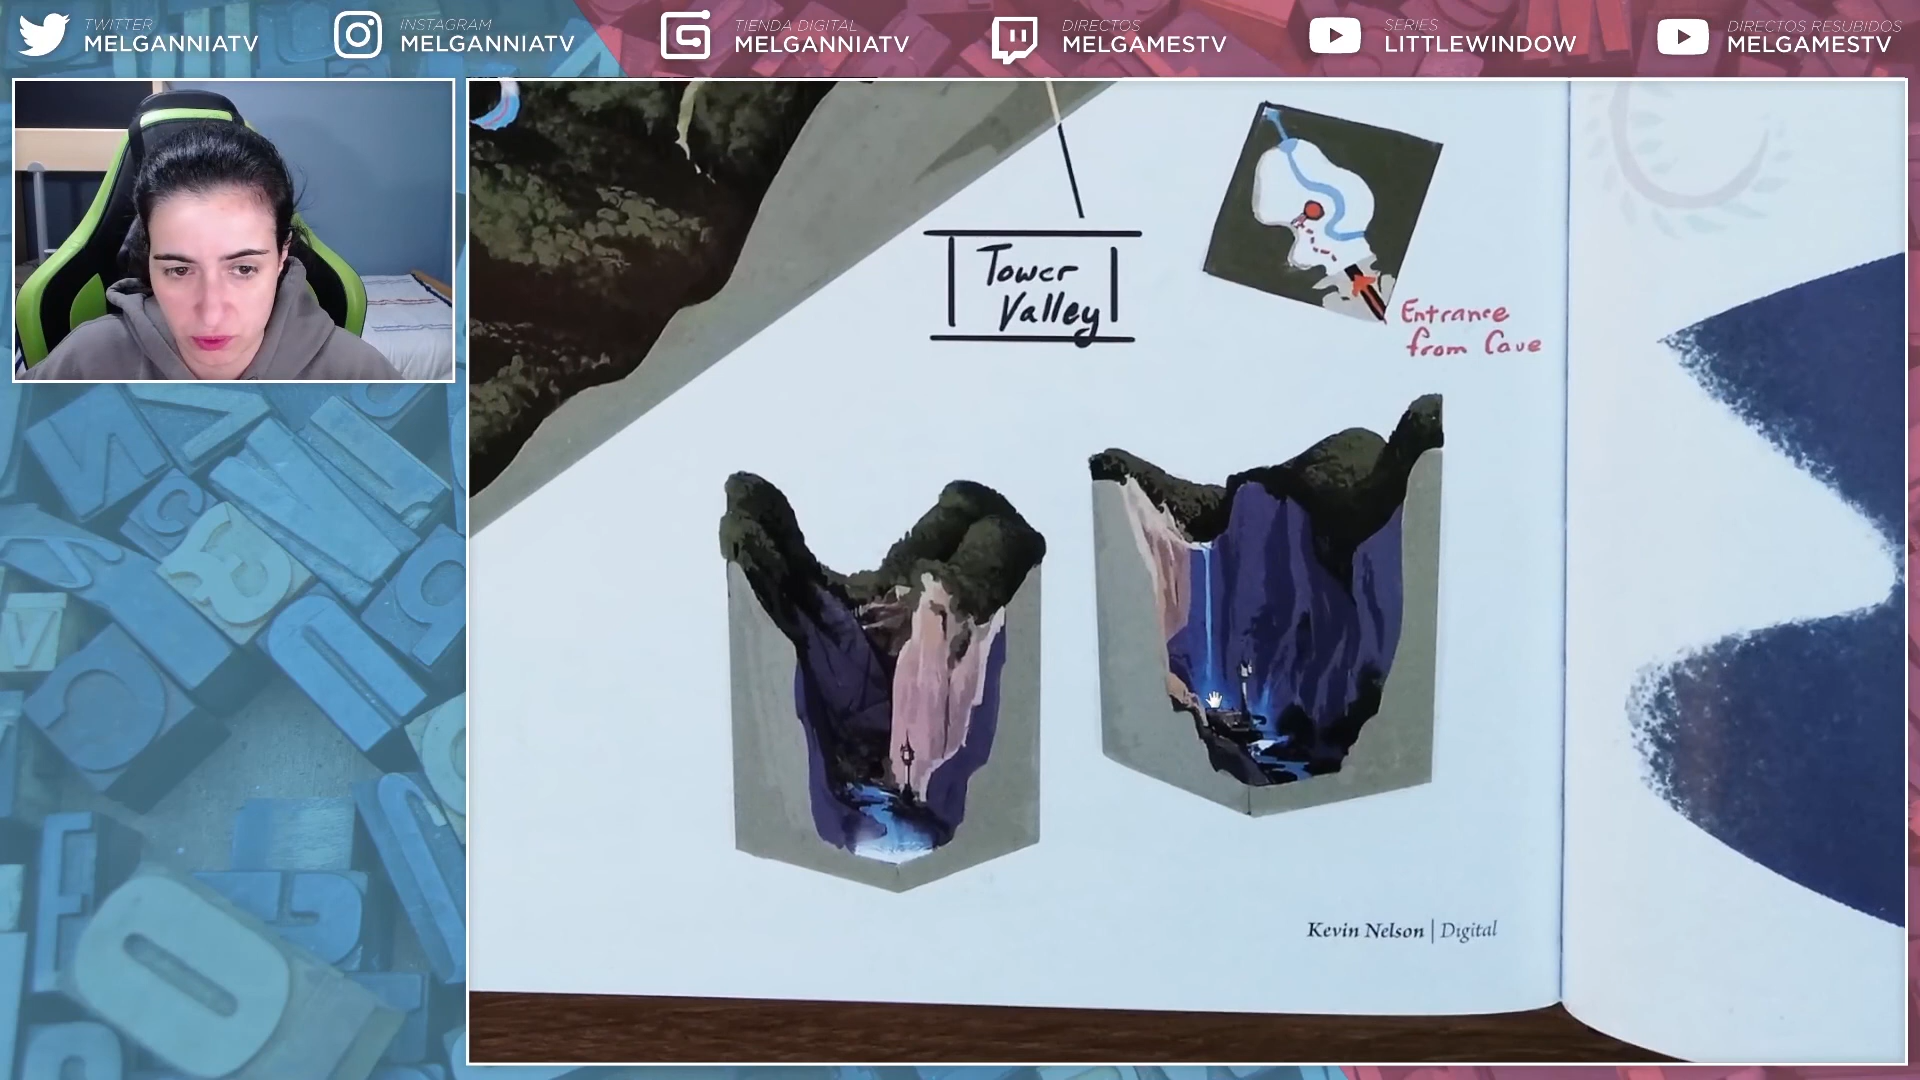 TWITTER
MELGANNIATV
INSTAGRAM
MELGANNIATV
TIENDA DIGITAL
MELGANNIATV
DIRECTOS
MELGAMESTV
SERIES
LITTLEWINDOW
DIRECTOS RESUBIDOS
MELGAMESTV
Tower
Valley
Entrance
from Cave
Kevin Nelson | Digital